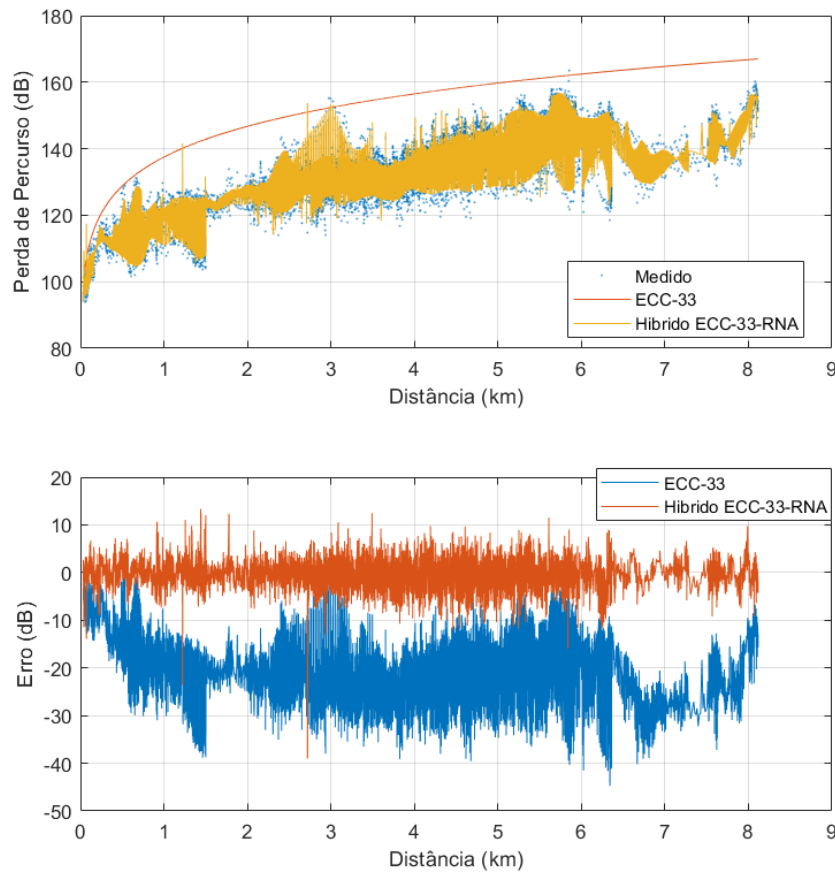 180
160
140
120
100
80
Perda de Percurso (dB)
Medido
ECC-33
Hibrido ECC-33-RNA
0 1 2 3 4 5 6 7 8 9
Distância (km)
20
10
0
-10
-20
-30
-40
-50
Erro (dB)
ECC-33
Hibrido ECC-33-RNA
0 1 2 3 4 5 6 7 8 9
Distância (km)